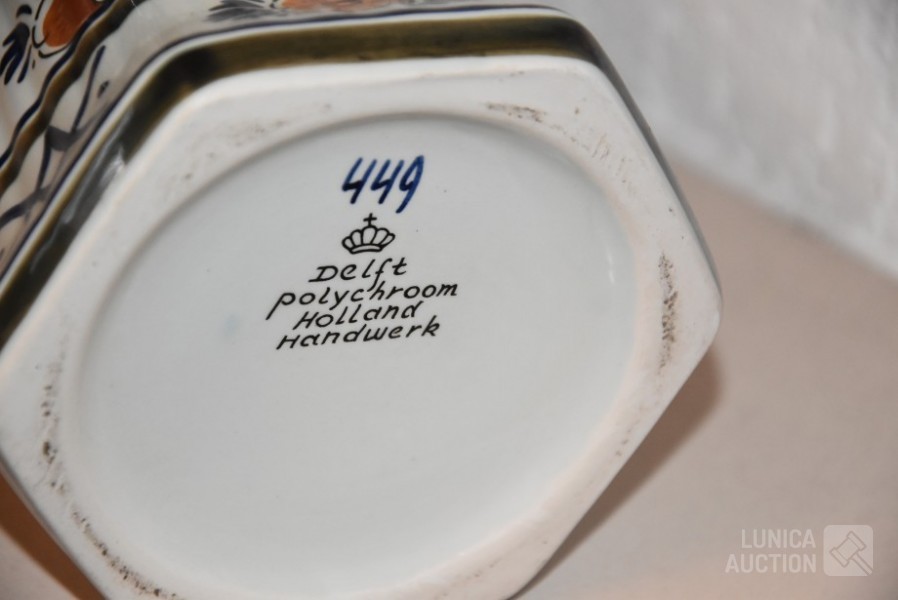 449
Delft
polychroom
Holland
Handwerk
LUNICA
AUCTION